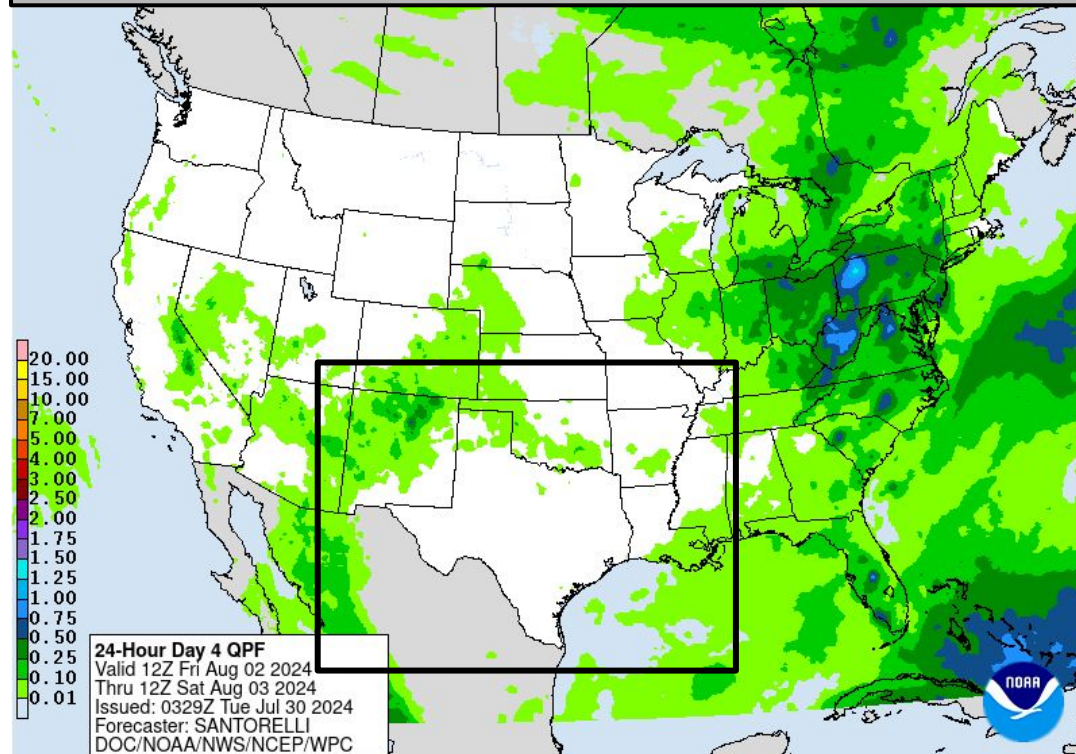 20.00
15.00
10.00
7.00
5.00
4.00
3.00
2.50
2.00
1.75
1.50
1.25
1.00
0.75
0.50
0.25
0.10
0.01
24-Hour Day 4 QPF
Valid 12Z Fri Aug 02 2024
Thru 12Z Sat Aug 03 2024
Issued: 0329Z Tue Jul 30 2024
Forecaster: SANTORELLI
DOC/NOAA/NWS/NCEP/WPC
NOAA